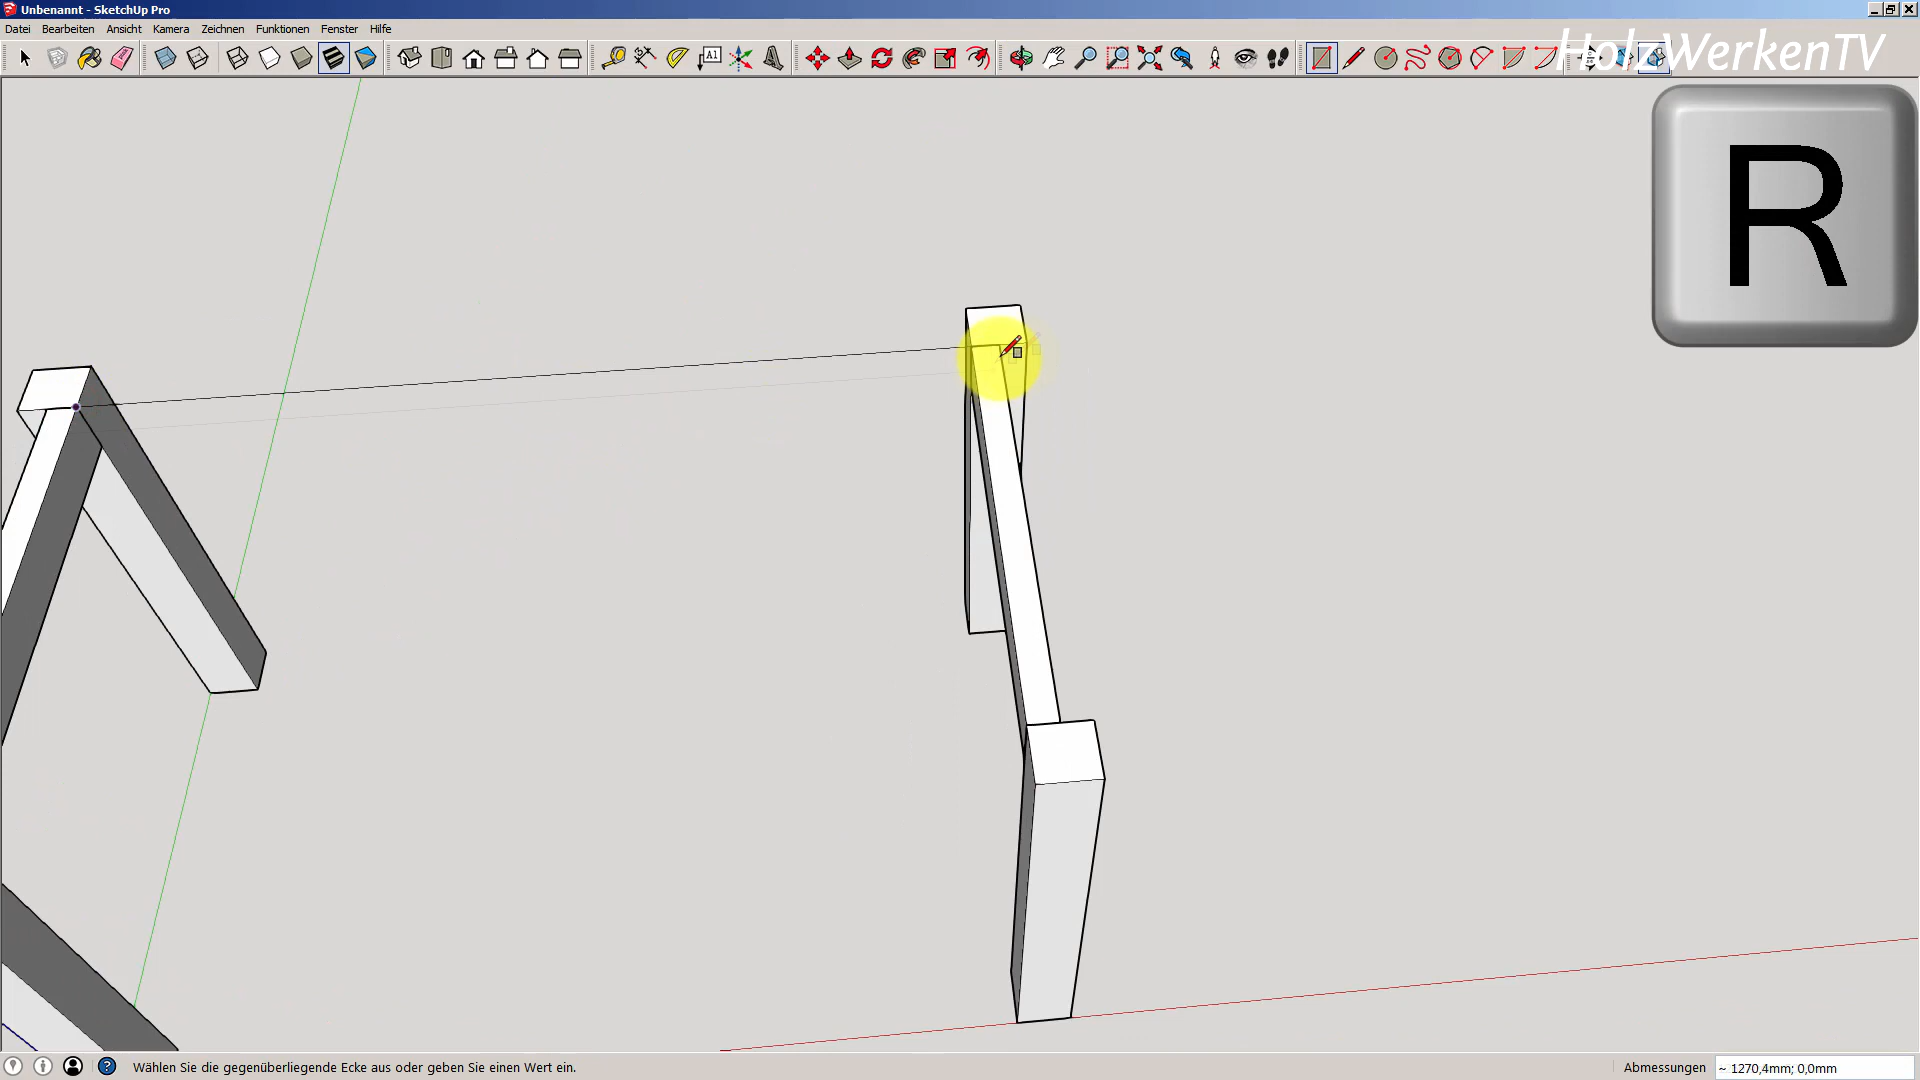 Unbenannt - SketchUp Pro
Datei Bearbeiten Ansicht Kamera Zeichnen Funktionen Fenster Hilfe
A1
HolzWerkenTV
R
Wählen Sie die gegenüberliegende Ecke aus oder geben Sie einen Wert ein.
Abmessungen ~ 1270,4mm; 0,0mm